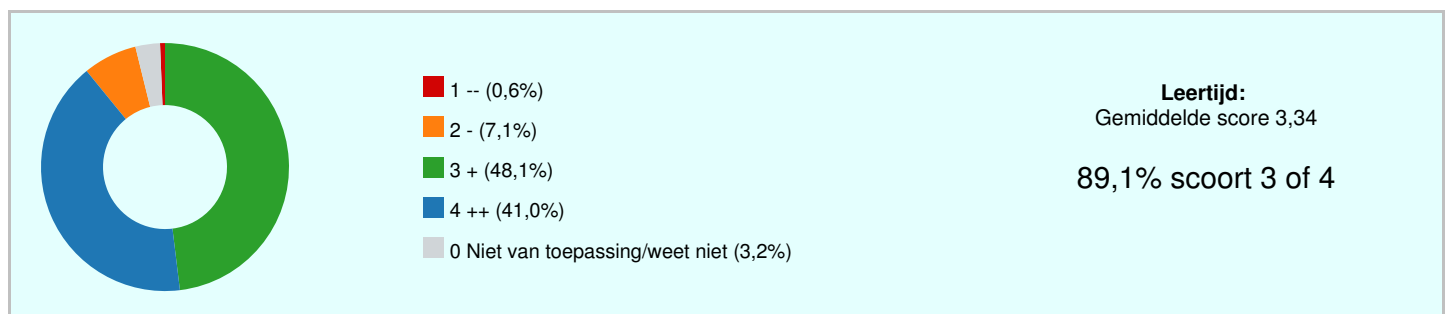 1 -- (0,6%)
2 - (7,1%)
3 + (48,1%)
4 ++ (41,0%)
0 Niet van toepassing/weet niet (3,2%)
Leertijd:
Gemiddelde score 3,34
89,1% scoort 3 of 4